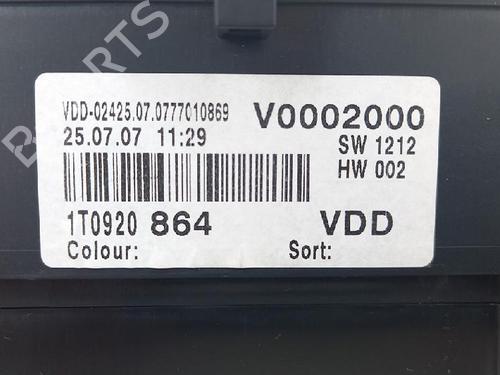 VDD-02425.07.0777010869 V0002000
25.07.07 11:29 SW 1212
HW 002
1T0920 864 VDD
Colour: Sort:
PARTS